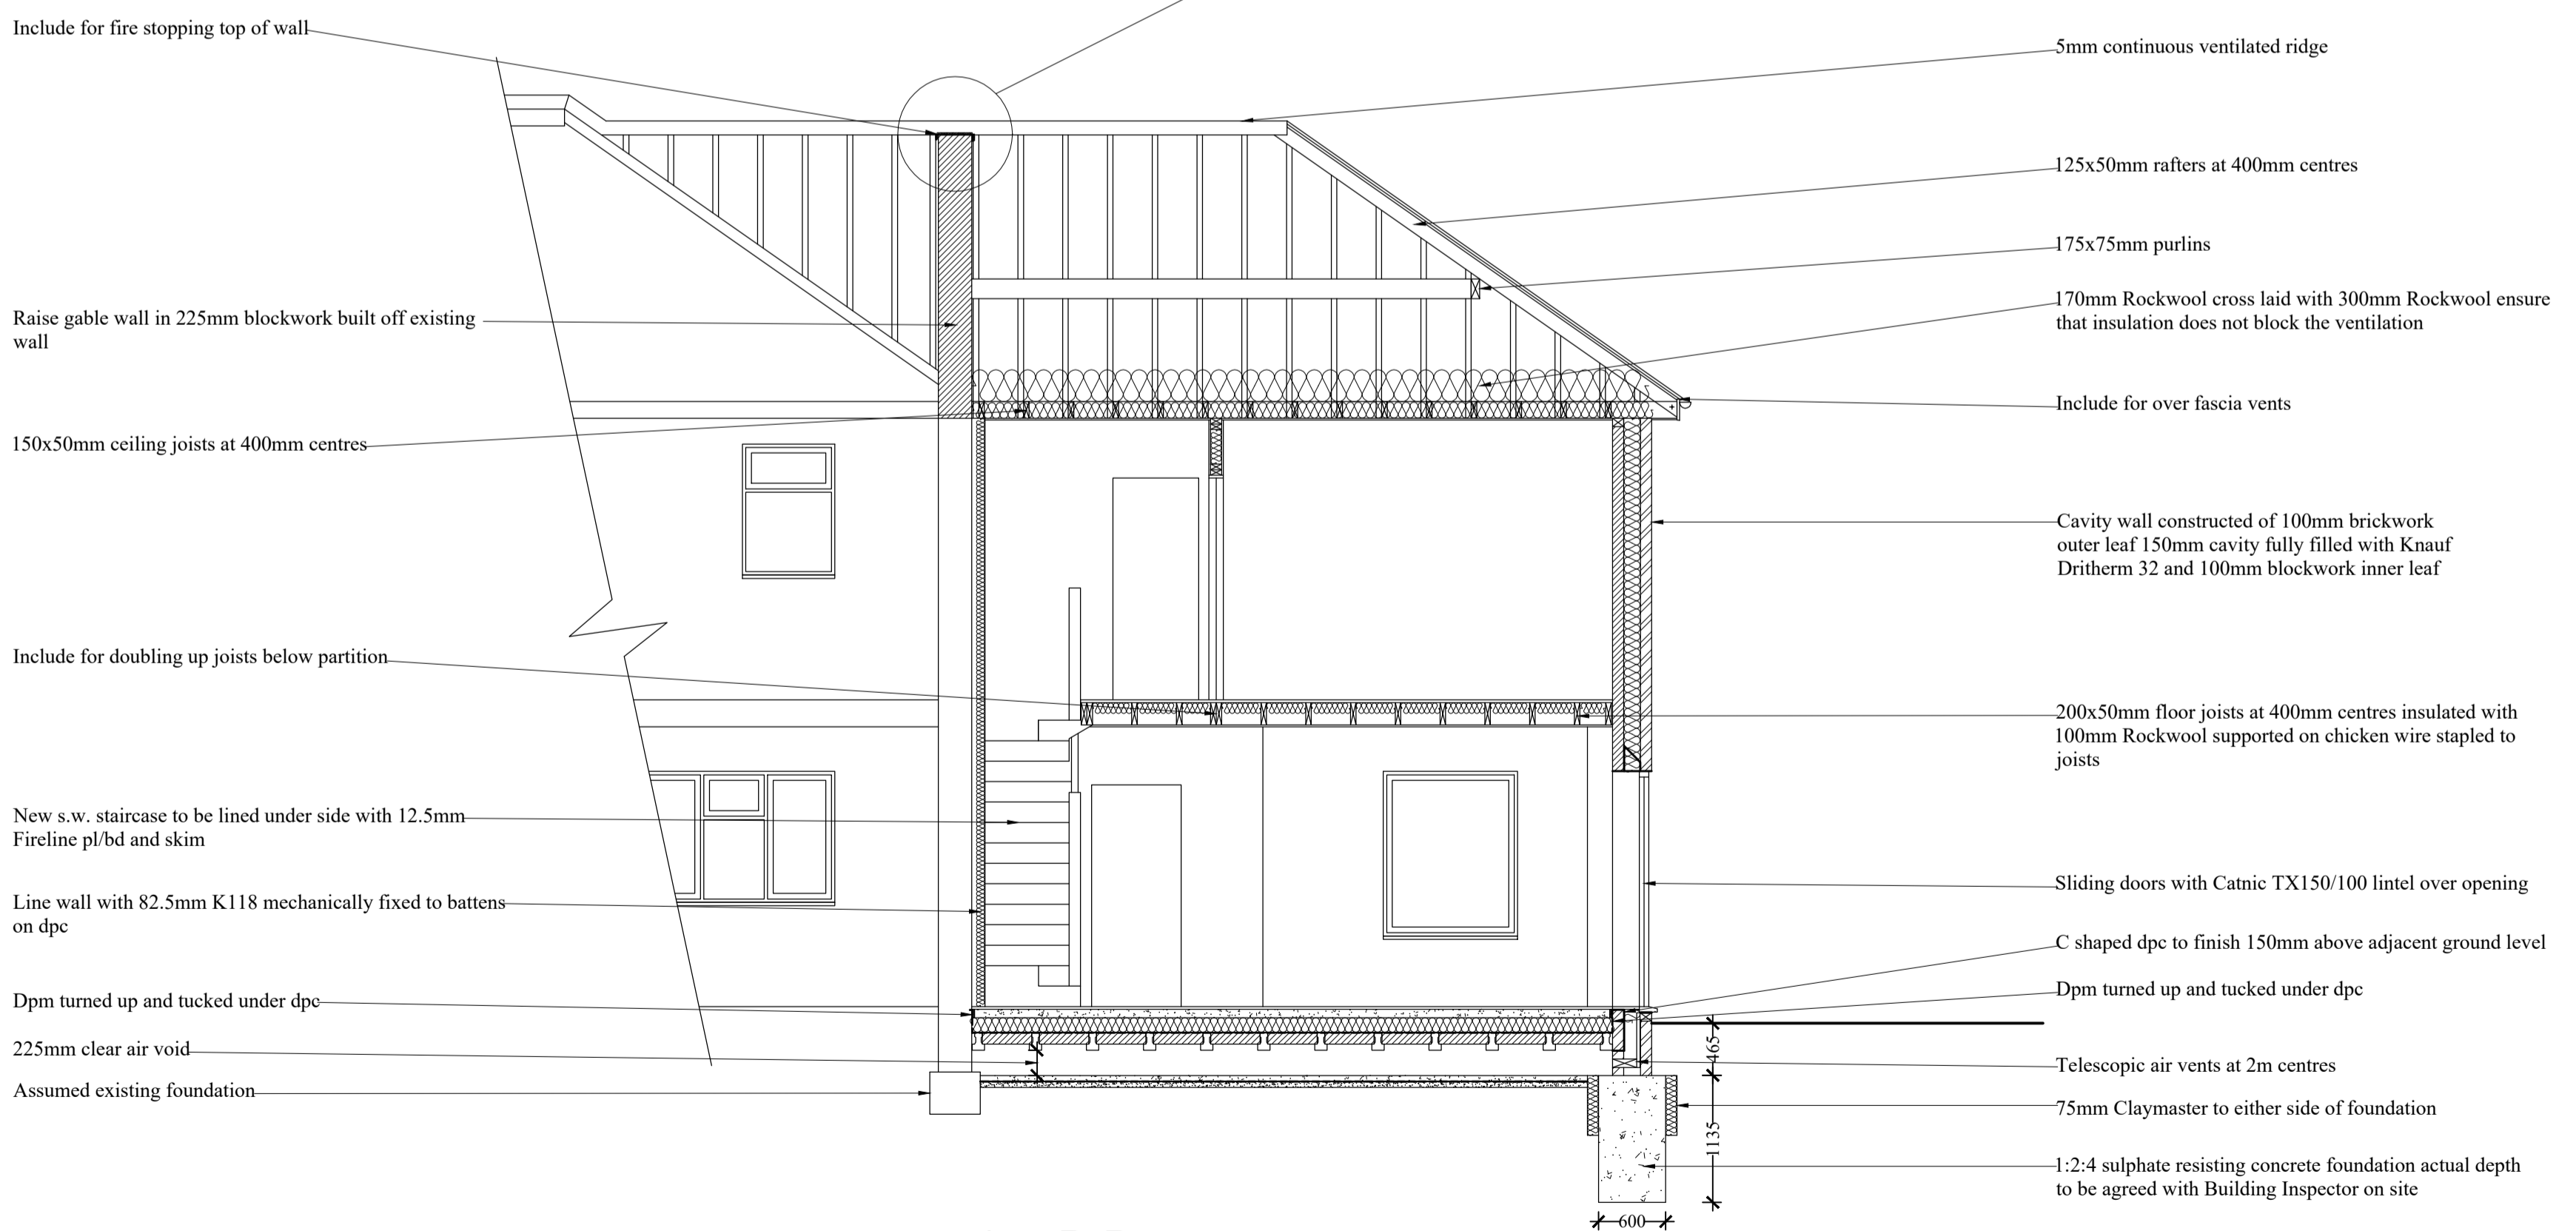 Include for fire stopping top of wall
Raise gable wall in 225mm blockwork built off existing
wall
150x50mm ceiling joists at 400mm centres
Include for doubling up joists below partition
New s.w. staircase to be lined under side with 12.5mm
Fireline pl/bd and skim
Line wall with 82.5mm K118 mechanically fixed to battens
on dpc
Dpm turned up and tucked under dpc
225mm clear air void
Assumed existing foundation
5mm continuous ventilated ridge
125x50mm rafters at 400mm centres
175x75mm purlins
170mm Rockwool cross laid with 300mm Rockwool ensure
that insulation does not block the ventilation
Include for over fascia vents
Cavity wall constructed of 100mm brickwork
outer leaf 150mm cavity fully filled with Knauf
Dritherm 32 and 100mm blockwork inner leaf
200x50mm floor joists at 400mm centres insulated with
100mm Rockwool supported on chicken wire stapled to
joists
Sliding doors with Catnic TX150/100 lintel over opening
C shaped dpc to finish 150mm above adjacent ground level
Dpm turned up and tucked under dpc
Telescopic air vents at 2m centres
75mm Claymaster to either side of foundation
1:2:4 sulphate resisting concrete foundation actual depth
to be agreed with Building Inspector on site
465
1135
600